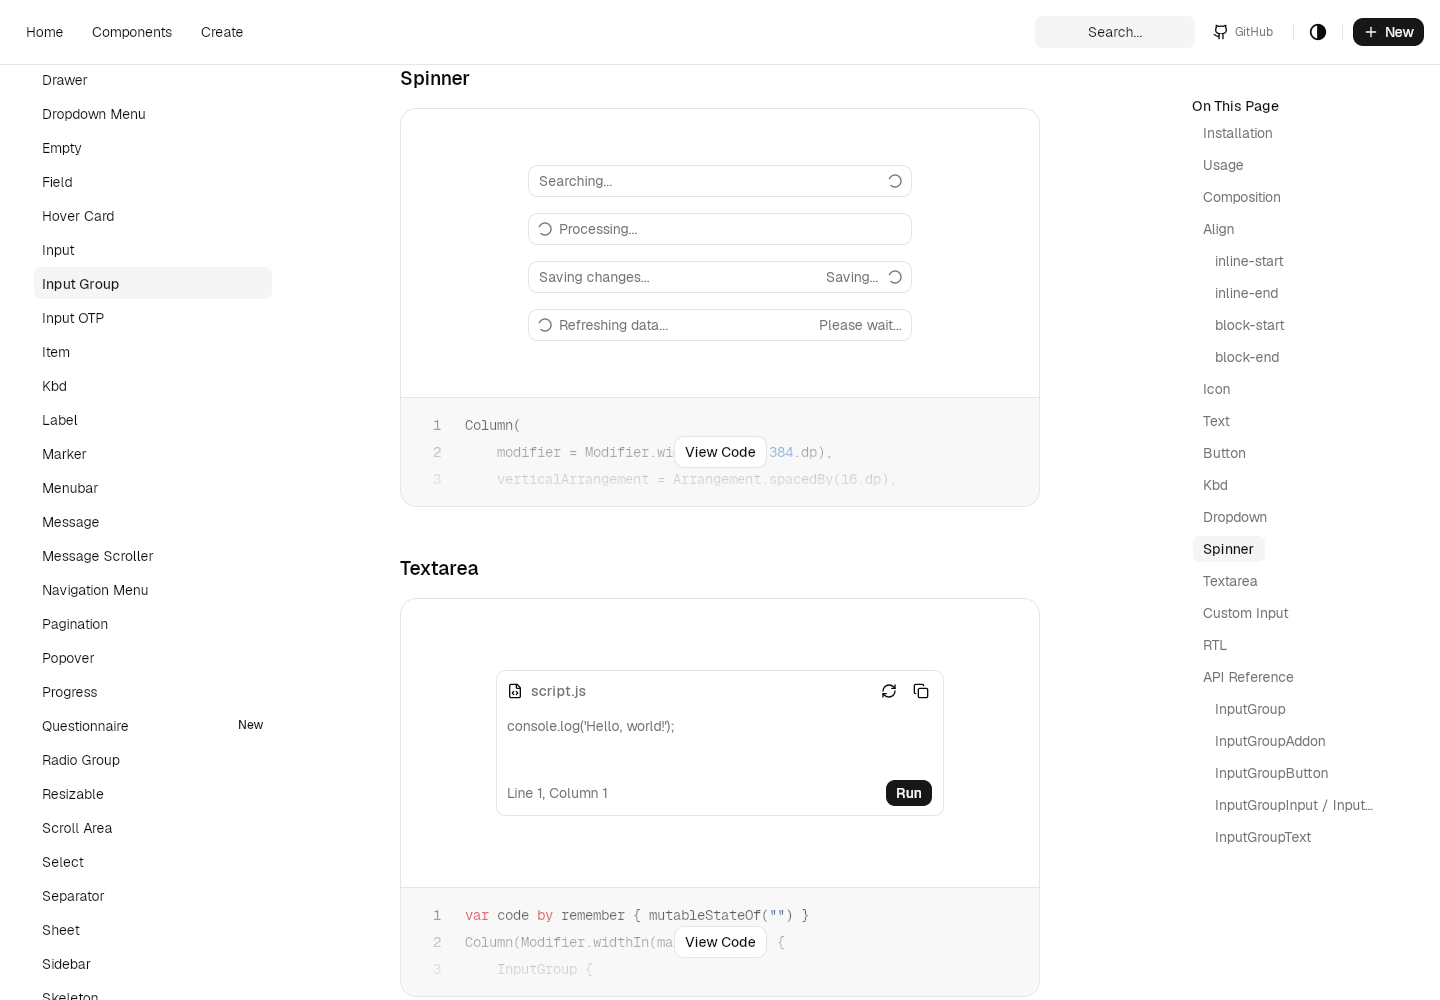 Home Components Create Search... GitHub New
Drawer
Dropdown Menu
Empty
Field
Hover Card
Input
Input Group
Input OTP
Item
Kbd
Label
Marker
Menubar
Message
Message Scroller
Navigation Menu
Pagination
Popover
Progress
Questionnaire New
Radio Group
Resizable
Scroll Area
Select
Separator
Sheet
Sidebar
Skeleton
Spinner
Searching...
Processing...
Saving changes... Saving...
Refreshing data... Please wait...
1 Column(
2 modifier = Modifier.wi View Code 384.dp),
3 verticalArrangement = Arrangement.spacedBy(16.dp),
Textarea
script.js
console.log('Hello, world!');
Line 1, Column 1 Run
1 var code by remember { mutableStateOf("") }
2 Column(Modifier.widthIn(ma View Code {
3 InputGroup {
On This Page
Installation
Usage
Composition
Align
inline-start
inline-end
block-start
block-end
Icon
Text
Button
Kbd
Dropdown
Spinner
Textarea
Custom Input
RTL
API Reference
InputGroup
InputGroupAddon
InputGroupButton
InputGroupInput / Input...
InputGroupText